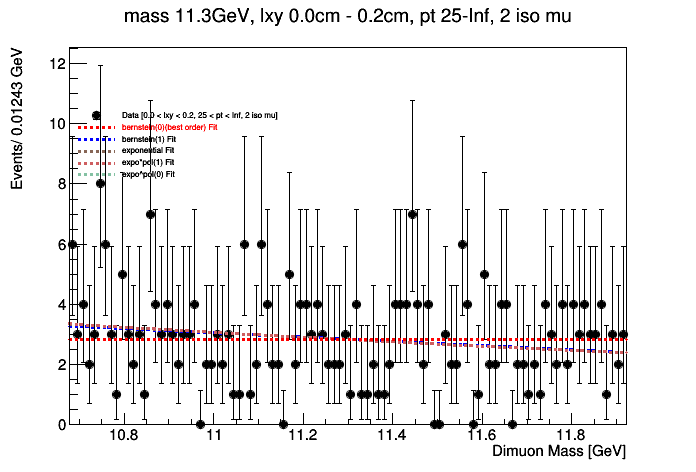 mass 11.3GeV, lxy 0.0cm - 0.2cm, pt 25-Inf, 2 iso mu
Events/ 0.01243 GeV
12
10
8
6
4
2
0
Data [0.0 < lxy < 0.2, 25 < pt < Inf, 2 iso mu]
bernstein(0)(best order) Fit
bernstein(1) Fit
exponential Fit
expo*pol(1) Fit
expo*pol(0) Fit
10.8
11
11.2
11.4
11.6
11.8
Dimuon Mass [GeV]